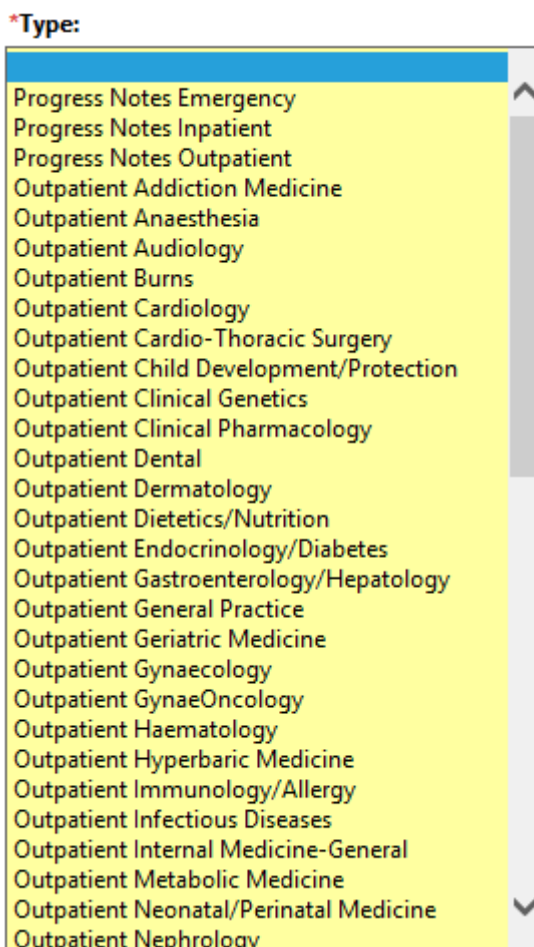 *Type:
Progress Notes Emergency
Progress Notes Inpatient
Progress Notes Outpatient
Outpatient Addiction Medicine
Outpatient Anaesthesia
Outpatient Audiology
Outpatient Burns
Outpatient Cardiology
Outpatient Cardio-Thoracic Surgery
Outpatient Child Development/Protection
Outpatient Clinical Genetics
Outpatient Clinical Pharmacology
Outpatient Dental
Outpatient Dermatology
Outpatient Dietetics/Nutrition
Outpatient Endocrinology/Diabetes
Outpatient Gastroenterology/Hepatology
Outpatient General Practice
Outpatient Geriatric Medicine
Outpatient Gynaecology
Outpatient GynaeOncology
Outpatient Haematology
Outpatient Hyperbaric Medicine
Outpatient Immunology/Allergy
Outpatient Infectious Diseases
Outpatient Internal Medicine-General
Outpatient Metabolic Medicine
Outpatient Neonatal/Perinatal Medicine
Outpatient Nephrology